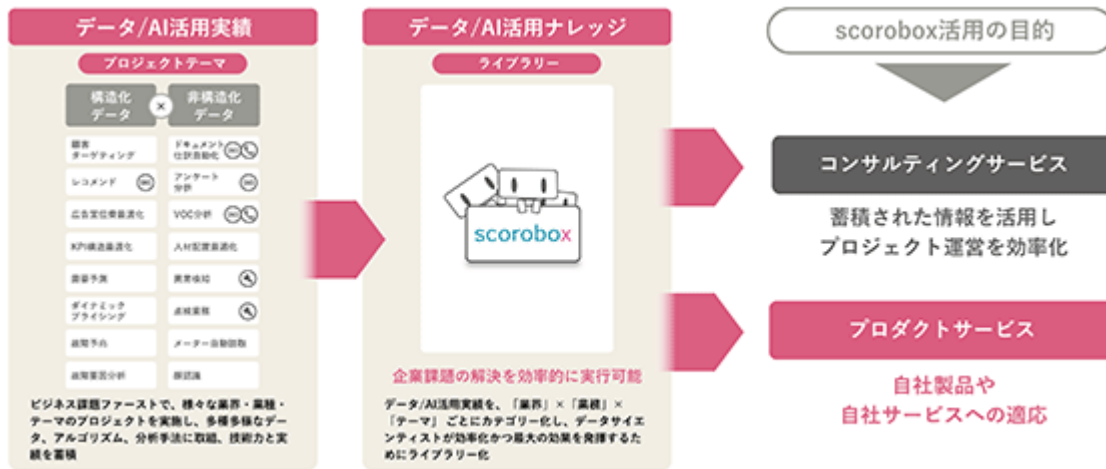 データ/AI活用実績
プロジェクトテーマ
構造化
データ
×
非構造化
データ
顧客
ターゲティング
ドキュメント
仕訳自動化
レコメンド
アンケート
分析
広告宣伝費最適化
VOC分析
KPI構造最適化
人材配置最適化
需要予測
異常検知
ダイナミック
プライシング
点検業務
故障予兆
メーター自動読取
故障要因分析
顔認識
ビジネス課題ファーストで、様々な業界・業種・
テーマのプロジェクトを実施し、多種多様なデー
タ、アルゴリズム、分析手法に取組、技術力と実
績を蓄積
データ/AI活用ナレッジ
ライブラリー
scorobox
企業課題の解決を効率的に実行可能
データ/AI活用実績を、「業界」×「業務」×
「テーマ」ごとにカテゴリー化し、データサイエ
ンティストが効率化かつ最大の効果を発揮するた
めにライブラリー化
scorobox活用の目的
コンサルティングサービス
蓄積された情報を活用し
プロジェクト運営を効率化
プロダクトサービス
自社製品や
自社サービスへの適応